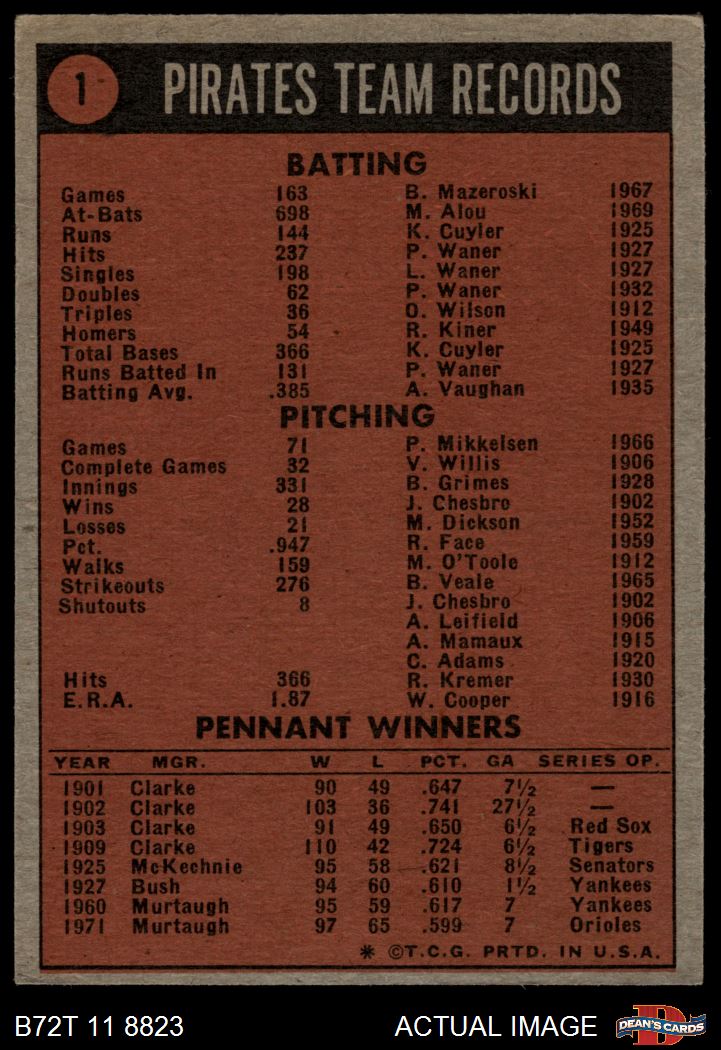 1 PIRATES TEAM RECORDS
BATTING
Games 163 B. Mazeroski 1967
At-Bats 698 M. Alou 1969
Runs 144 K. Cuyler 1925
Hits 237 P. Waner 1927
Singles 198 L. Waner 1927
Doubles 62 P. Waner 1932
Triples 36 O. Wilson 1912
Homers 54 R. Kiner 1949
Total Bases 366 K. Cuyler 1925
Runs Batted In 131 P. Waner 1927
Batting Avg. .385 A. Vaughan 1935
PITCHING
Games 71 P. Mikkelsen 1966
Complete Games 32 V. Willis 1906
Innings 331 B. Grimes 1928
Wins 28 J. Chesbro 1902
Losses 21 M. Dickson 1952
Pct. .947 R. Face 1959
Walks 159 M. O'Toole 1912
Strikeouts 276 B. Veale 1965
Shutouts 8 J. Chesbro 1902
A. Leifield 1906
A. Mamaux 1915
C. Adams 1920
Hits 366 R. Kremer 1930
E.R.A. 1.87 W. Cooper 1916
PENNANT WINNERS
YEAR MGR. W L PCT. GA SERIES OP.
1901 Clarke 90 49 .647 7½ —
1902 Clarke 103 36 .741 27½ —
1903 Clarke 91 49 .650 6½ Red Sox
1909 Clarke 110 42 .724 6½ Tigers
1925 McKechnie 95 58 .621 8½ Senators
1927 Bush 94 60 .610 1½ Yankees
1960 Murtaugh 95 59 .617 7 Yankees
1971 Murtaugh 97 65 .599 7 Orioles
* ©T.C.G. PRTD. IN U.S.A.
B72T 11 8823 ACTUAL IMAGE D DEAN'S CARDS